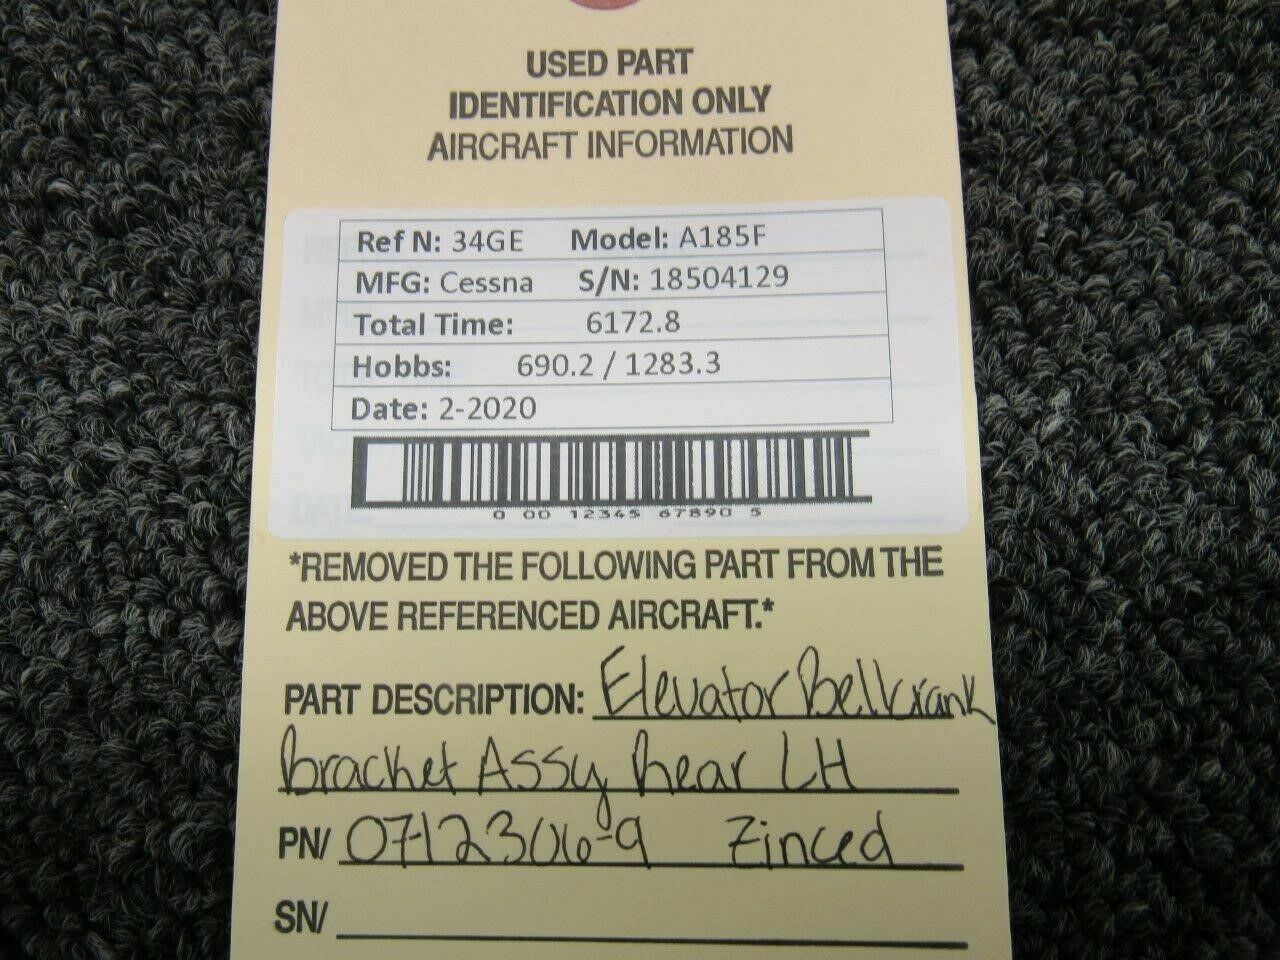 USED PART
IDENTIFICATION ONLY
AIRCRAFT INFORMATION
Ref N: 34GE Model: A185F
MFG: Cessna S/N: 18504129
Total Time: 6172.8
Hobbs: 690.2 / 1283.3
Date: 2-2020
0 00 12345 67890 5
*REMOVED THE FOLLOWING PART FROM THE
ABOVE REFERENCED AIRCRAFT.*
PART DESCRIPTION: Elevator Bellcrank
Bracket Assy Rear LH
PN/ 0712306-9 Zinced
SN/